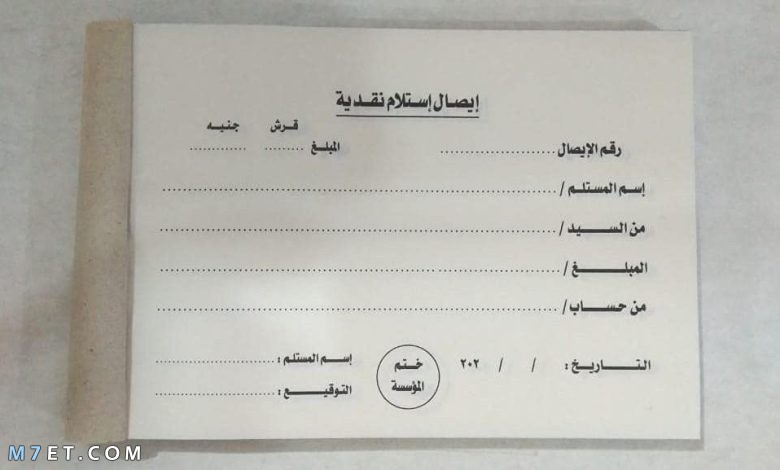 إيصال إستلام نقدية
قرش جنيه
رقم الإيصال ..................... المبلغ ........ ............
إسم المستلم / ................................................
من السيد / ................................................
المبلغ / ................................................
من حساب / ................................................
التاريخ : / / ٢٠٢ ختم المؤسسة إسم المستلم : ........................
التوقيع : ........................
M7ET.COM